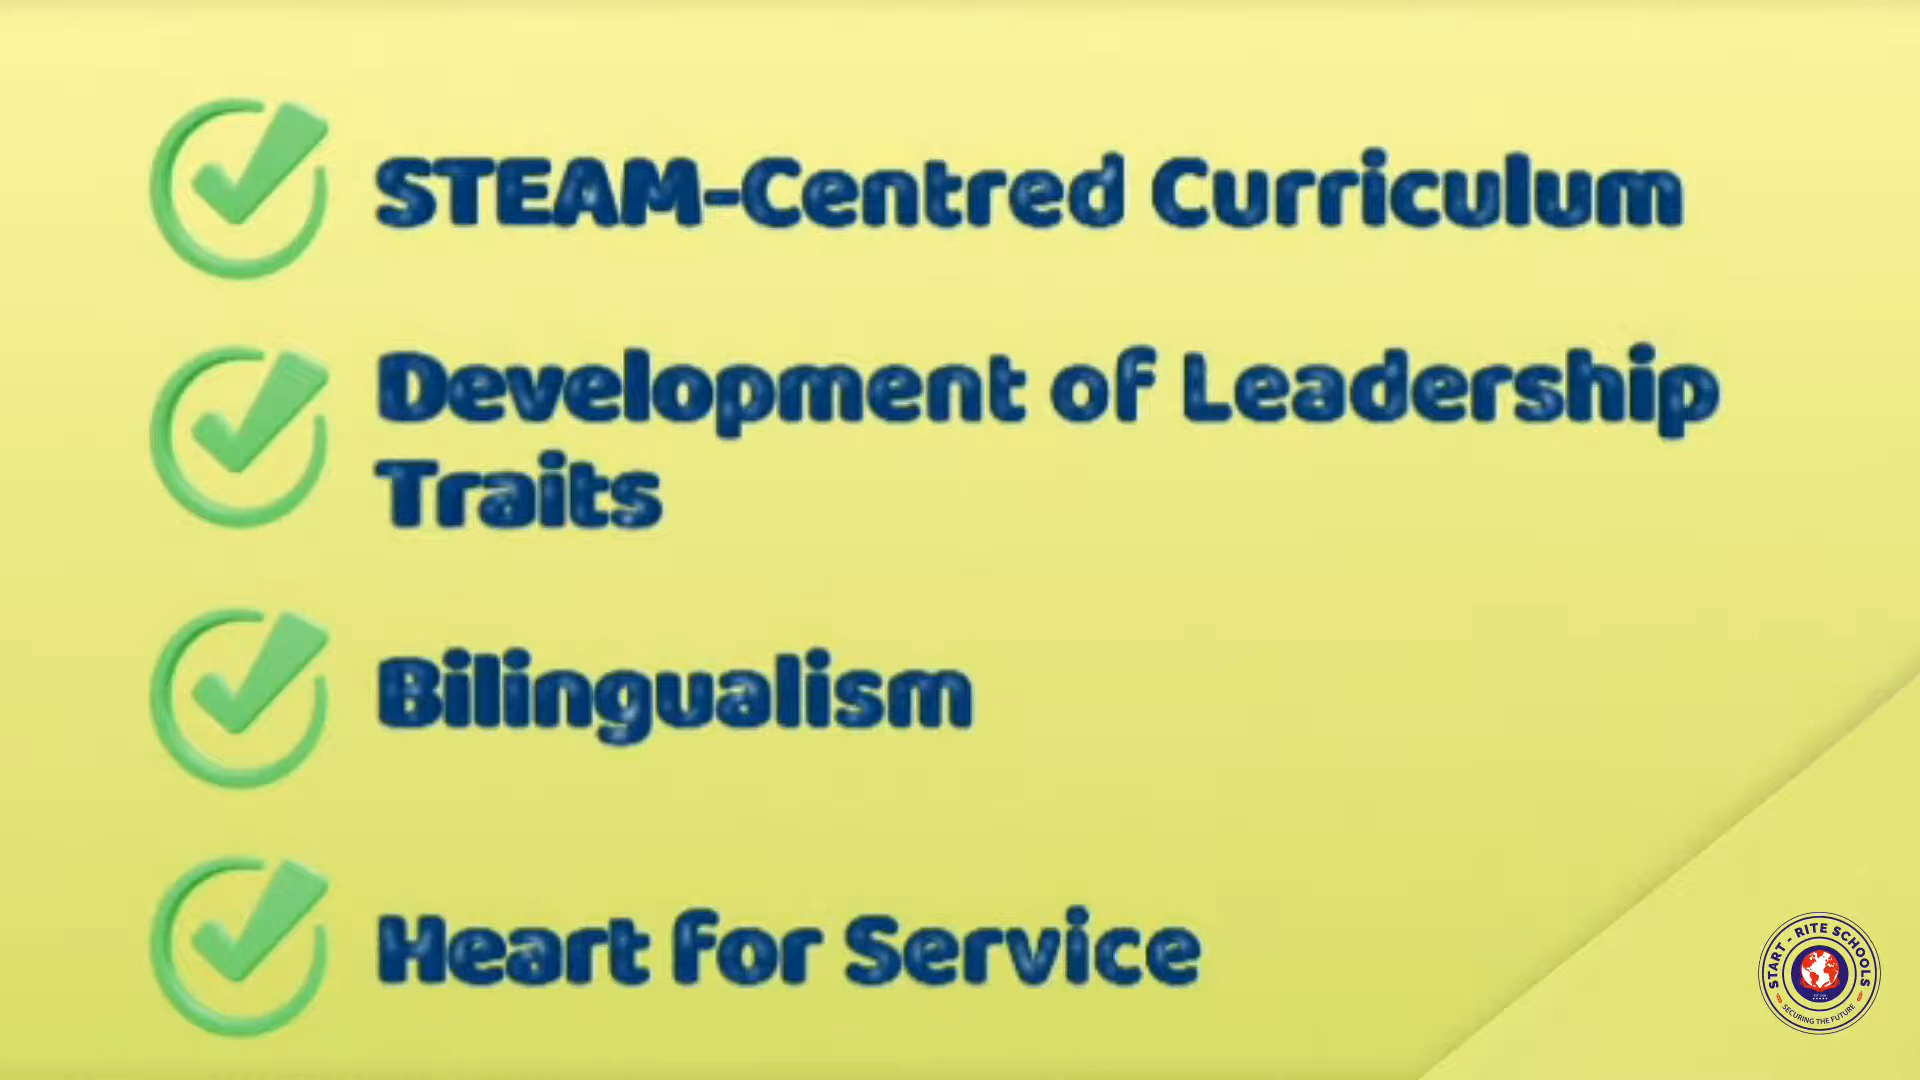 STEAM-Centred Curriculum
Development of Leadership
Traits
Bilingualism
Heart for Service
START - RITE SCHOOLS
SECURING THE FUTURE